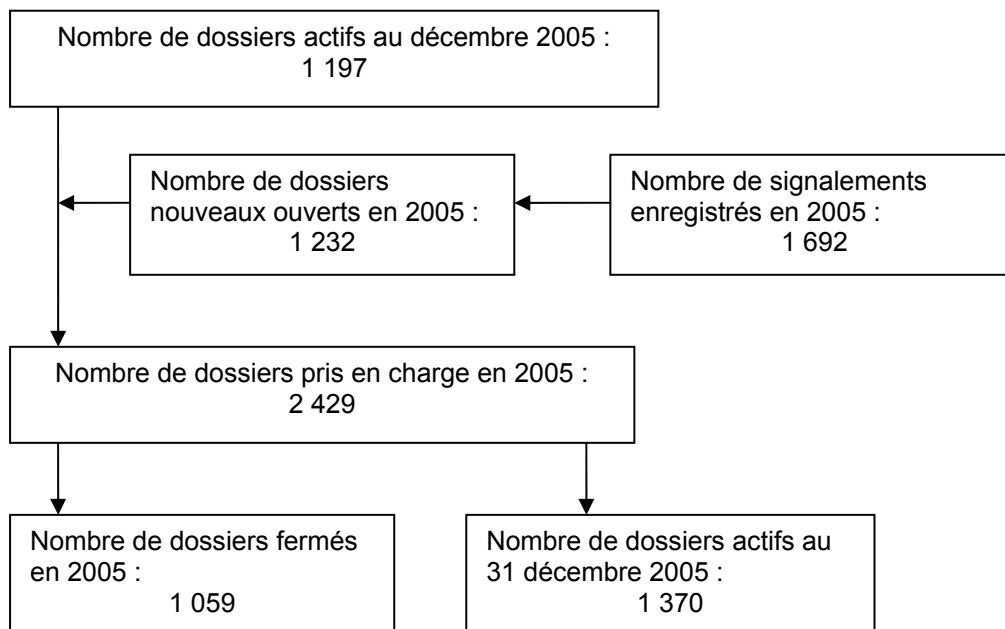 Nombre de dossiers actifs au décembre 2005 :
1 197
Nombre de dossiers
nouveaux ouverts en 2005 :
1 232
Nombre de signalements
enregistrés en 2005 :
1 692
Nombre de dossiers pris en charge en 2005 :
2 429
Nombre de dossiers fermés
en 2005 :
1 059
Nombre de dossiers actifs au
31 décembre 2005 :
1 370